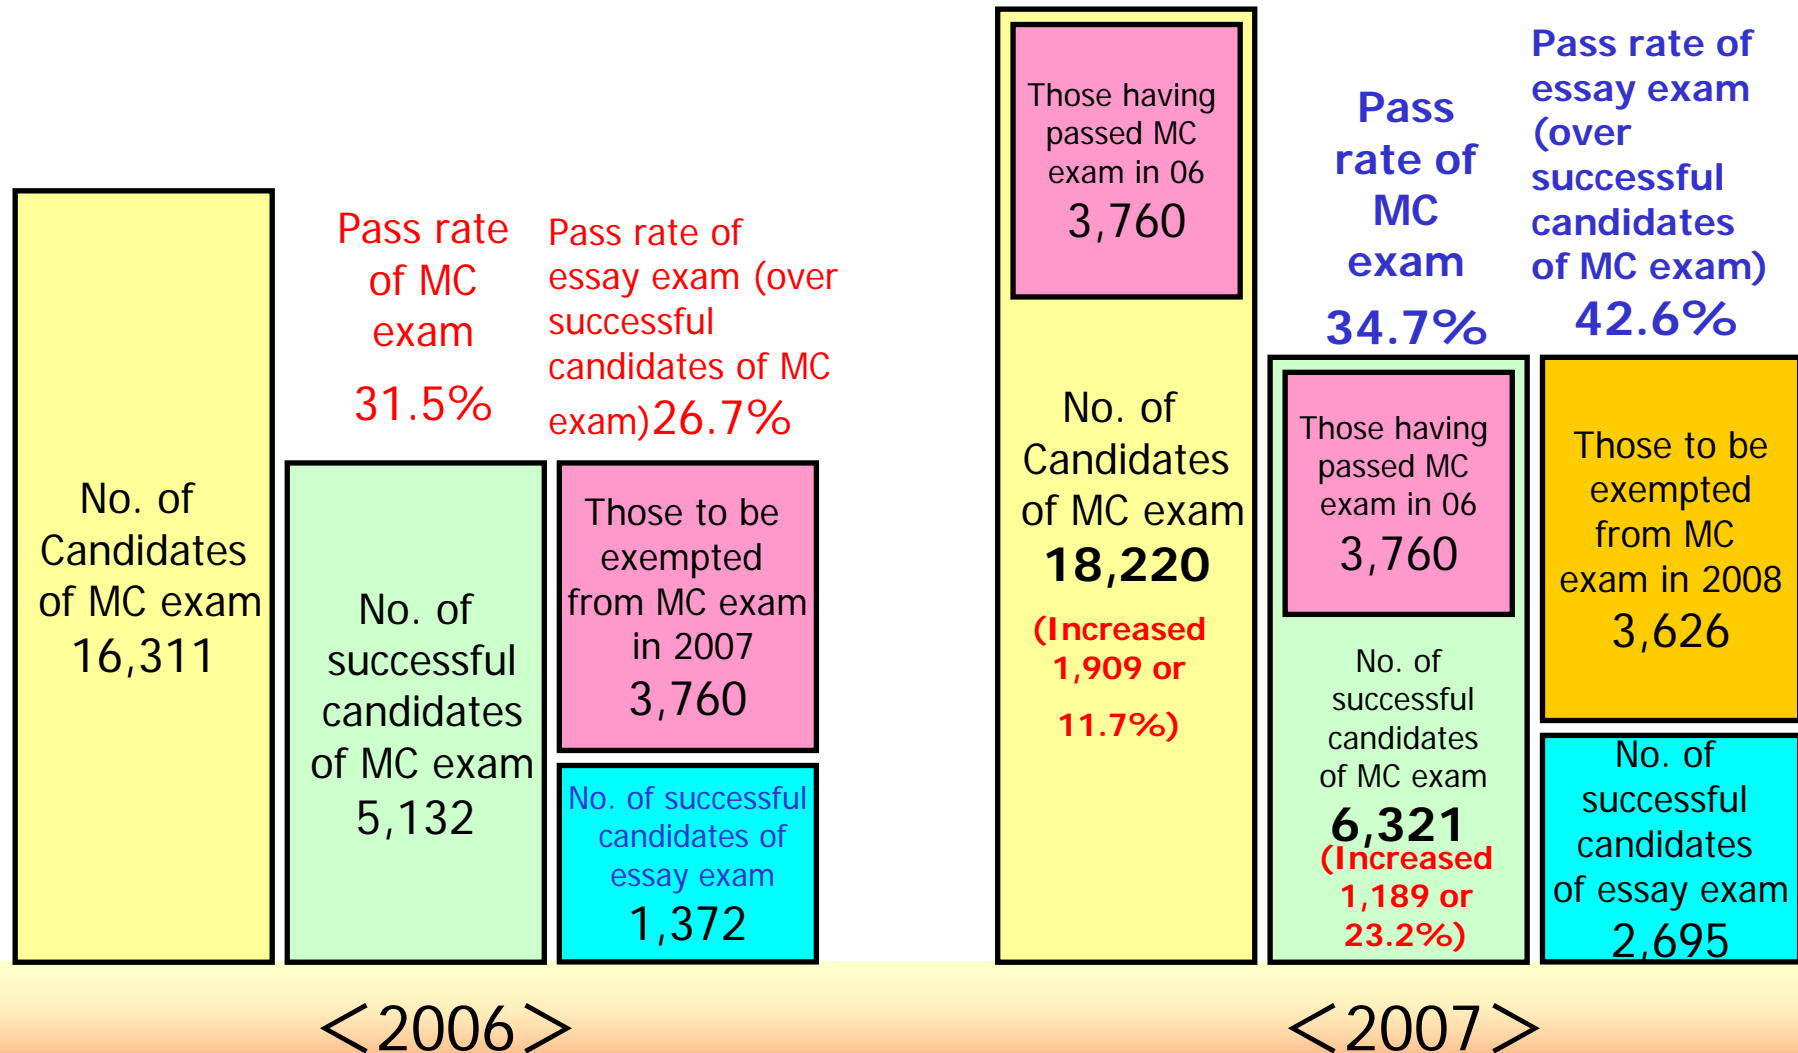 No. of
Candidates
of MC exam
16,311
Pass rate
of MC
exam
31.5%
No. of
successful
candidates
of MC exam
5,132
Pass rate of
essay exam (over
successful
candidates of MC
exam)26.7%
Those to be
exempted
from MC exam
in 2007
3,760
No. of successful
candidates of
essay exam
1,372
<2006>
Those having
passed MC
exam in 06
3,760
No. of
Candidates
of MC exam
18,220
(Increased
1,909 or
11.7%)
Pass
rate of
MC
exam
34.7%
Those having
passed MC
exam in 06
3,760
No. of
successful
candidates
of MC exam
6,321
(Increased
1,189 or
23.2%)
Pass rate of
essay exam
(over
successful
candidates
of MC exam)
42.6%
Those to be
exempted
from MC
exam in 2008
3,626
No. of
successful
candidates
of essay exam
2,695
<2007>